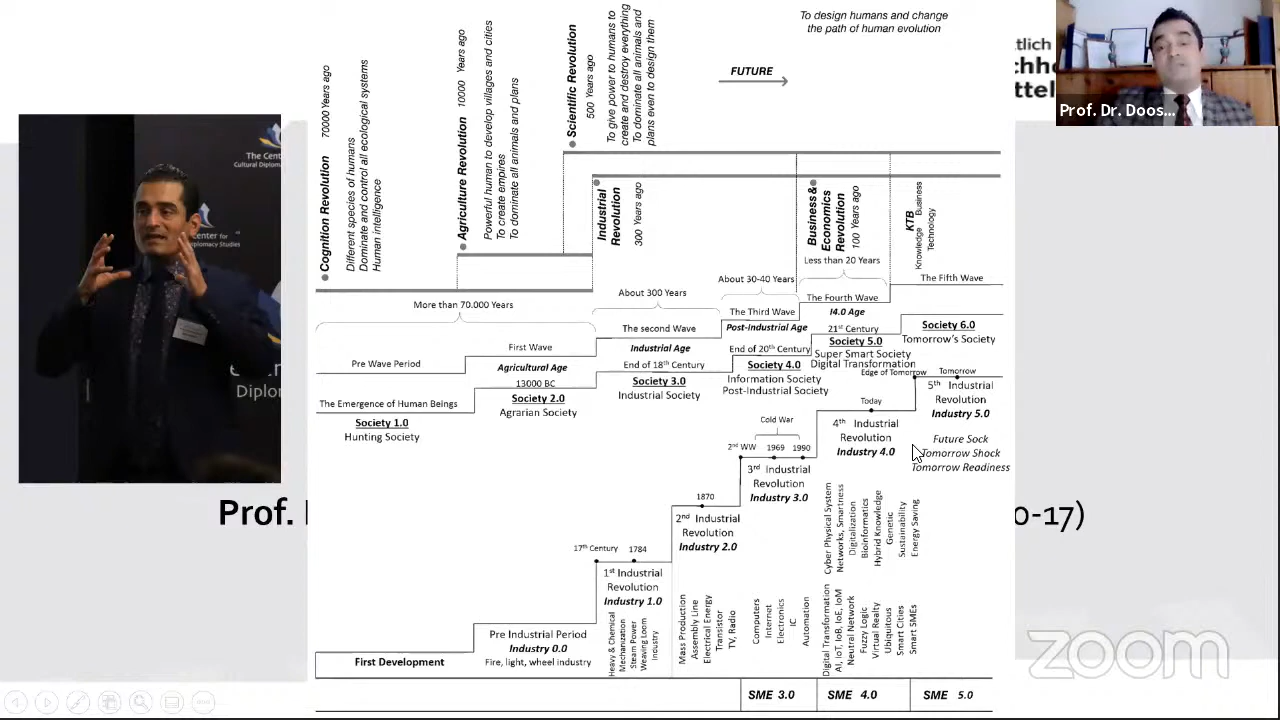 Cognition Revolution 70000 Years ago
Different species of humans
Dominate and control all ecological systems
Human intelligence
Agriculture Revolution 10000 Years ago
Powerful human to develop villages and cities
To create empires
To dominate all animals and plans
Scientific Revolution
500 Years ago
To give power to humans to
create and destroy everything
To dominate all animals and
plans even to design them
To design humans and change
the path of human evolution
FUTURE
Industrial
Revolution
300 Years ago
Business &
Economics
Revolution
100 Years ago
KTB
Knowledge Business
Technology
More than 70.000 Years
About 300 Years
About 30-40 Years
Less than 20 Years
Pre Wave Period
First Wave
The second Wave
The Third Wave
The Fourth Wave
The Fifth Wave
Agricultural Age
Industrial Age
Post-Industrial Age
I4.0 Age
The Emergence of Human Beings
13000 BC
End of 18th Century
End of 20th Century
21st Century
Society 1.0
Hunting Society
Society 2.0
Agrarian Society
Society 3.0
Industrial Society
Society 4.0
Information Society
Post-Industrial Society
Society 5.0
Super Smart Society
Digital Transformation
Society 6.0
Tomorrow's Society
Edge of Tomorrow
Tomorrow
5th Industrial
Revolution
Industry 5.0
Future Sock
Tomorrow Shock
Tomorrow Readiness
Today
4th Industrial
Revolution
Industry 4.0
Cold War
2nd WW 1969 1990
3rd Industrial
Revolution
Industry 3.0
1870
2nd Industrial
Revolution
Industry 2.0
17th Century 1784
1st Industrial
Revolution
Industry 1.0
Pre Industrial Period
Industry 0.0
Fire, light, wheel industry
First Development
Heavy & Chemical
Mechanization
Steam Power
Weaving Loom
Industry
Mass Production
Assembly Line
Electrical Energy
Transistor
TV, Radio
Computers
Internet
Electronics
IC
Automation
Cyber Physical System
Networks, Smartness
Digitalization
Bioinformatics
Hybrid Knowledge
Genetic
Sustainability
Energy Saving
Digital Transformation
AI, IoT, IoB, IoE, IoM
Neutral Network
Fuzzy Logic
Virtual Realty
Ubiquitous
Smart Cities
Smart SMEs
SME 3.0
SME 4.0
SME 5.0
The Cent
Cultural Diplomac
enter for
iplomacy Studies
Cent
Diplom
Prof.
0-17)
tlich
chho
ttel
Prof. Dr. Doos...
zoom